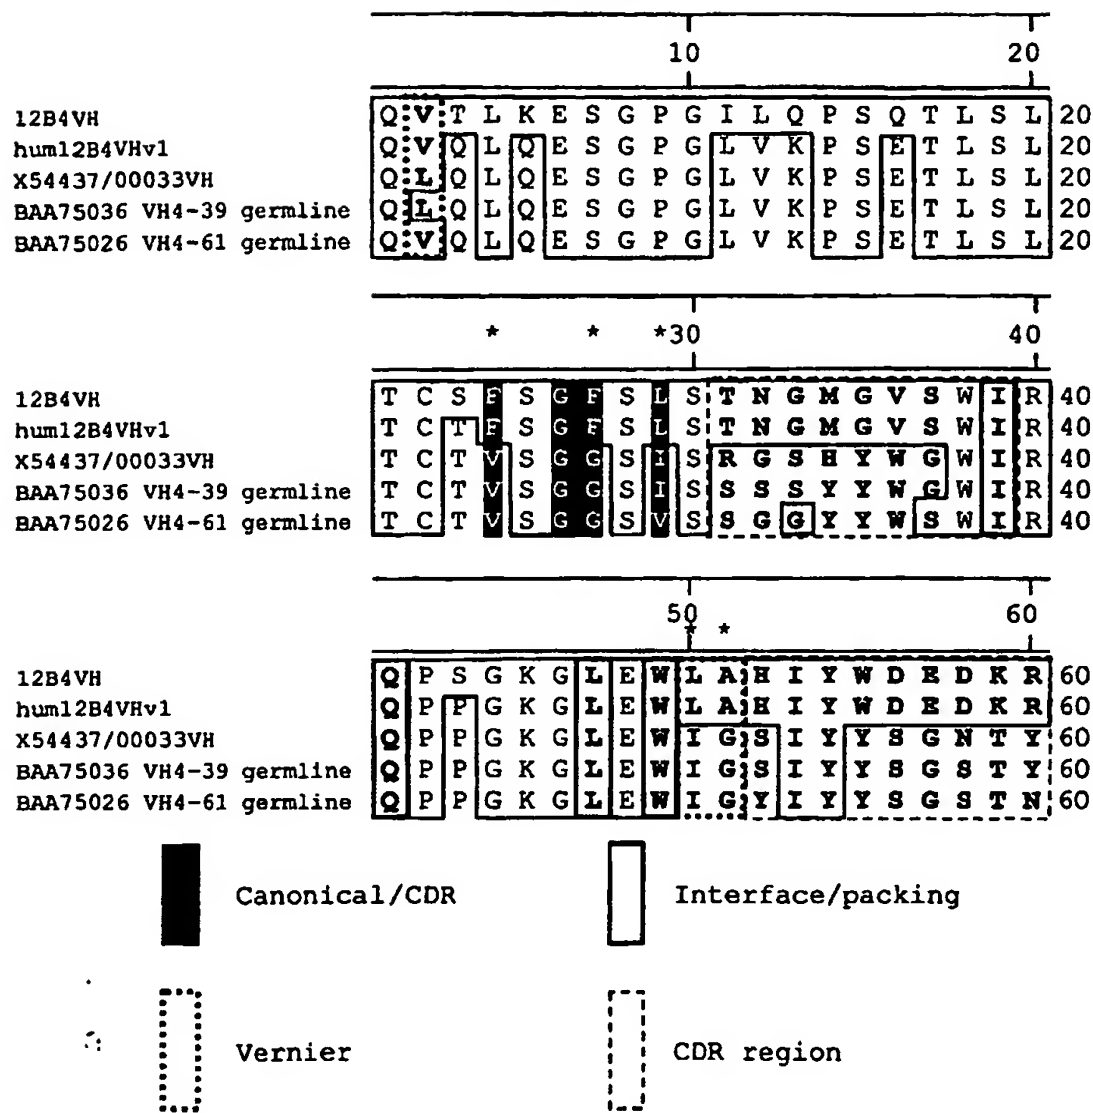 10 20
12B4VH Q V T L K E S G P G I L Q P S Q T L S L 20
hum12B4VHv1 Q V Q L Q E S G P G L V K P S E T L S L 20
X54437/00033VH Q L Q L Q E S G P G L V K P S E T L S L 20
BAA75036 VH4-39 germline Q L Q L Q E S G P G L V K P S E T L S L 20
BAA75026 VH4-61 germline Q V Q L Q E S G P G L V K P S E T L S L 20
* * * 30 40
12B4VH T C S F S G F S L S T N G M G V S W I R 40
hum12B4VHv1 T C T F S G F S L S T N G M G V S W I R 40
X54437/00033VH T C T V S G G S I S R G S H Y W G W I R 40
BAA75036 VH4-39 germline T C T V S G G S I S S S S Y Y W G W I R 40
BAA75026 VH4-61 germline T C T V S G G S V S S G G Y Y W S W I R 40
50 60
* *
12B4VH Q P S G K G L E W L A H I Y W D E D K R 60
hum12B4VHv1 Q P P G K G L E W L A H I Y W D E D K R 60
X54437/00033VH Q P P G K G L E W I G S I Y Y S G N T Y 60
BAA75036 VH4-39 germline Q P P G K G L E W I G S I Y Y S G S T Y 60
BAA75026 VH4-61 germline Q P P G K G L E W I G Y I Y Y S G S T N 60
Canonical/CDR Interface/packing
Vernier CDR region